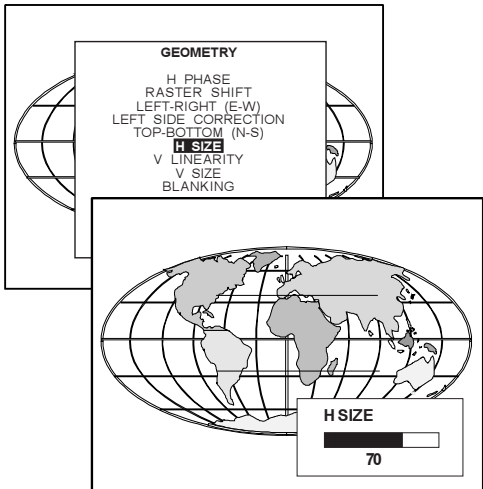 GEOMETRY
H PHASE
RASTER SHIFT
LEFT-RIGHT (E-W)
LEFT SIDE CORRECTION
TOP-BOTTOM (N-S)
H SIZE
V LINEARITY
V SIZE
BLANKING
H SIZE
70